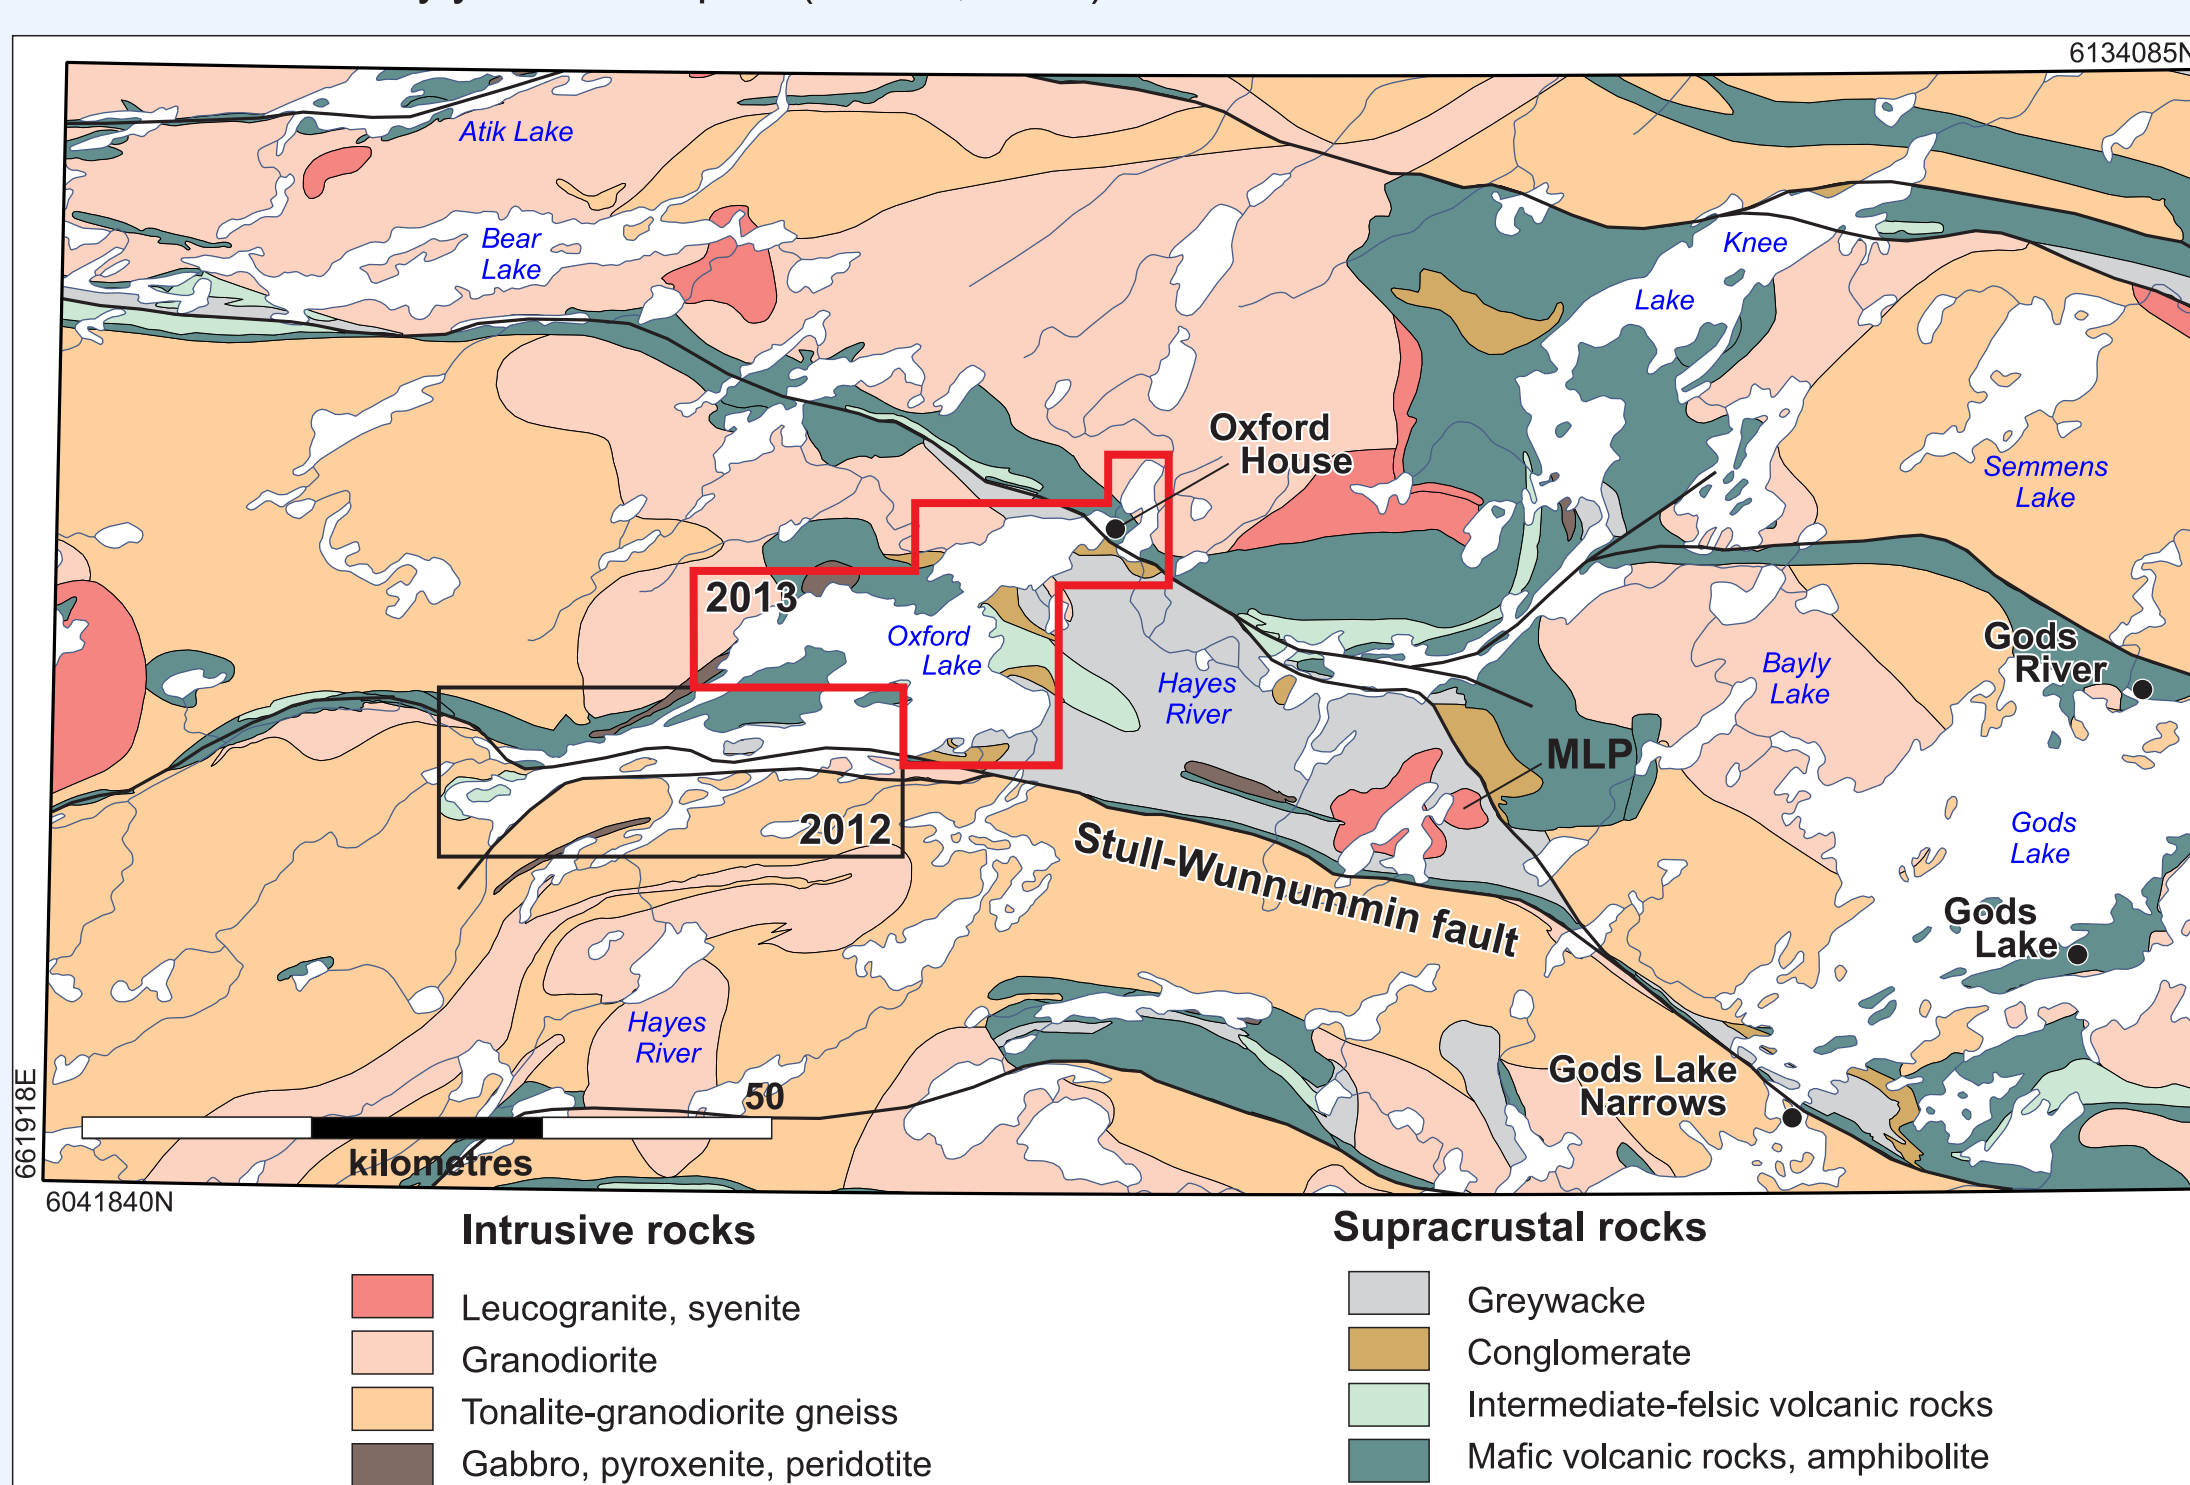 6134085N
Atik Lake
Bear
Lake
Knee
Lake
Oxford
House
Semmens
Lake
2013
Oxford
Lake
Gods
River
Bayly
Lake
Hayes
River
MLP
2012
Gods
Lake
Stull-Wunnummin fault
Gods
Lake
Hayes
River
Gods Lake
Narrows
50
kilometres
661918E
6041840N
Intrusive rocks
Leucogranite, syenite
Granodiorite
Tonalite-granodiorite gneiss
Gabbro, pyroxenite, peridotite
Supracrustal rocks
Greywacke
Conglomerate
Intermediate-felsic volcanic rocks
Mafic volcanic rocks, amphibolite